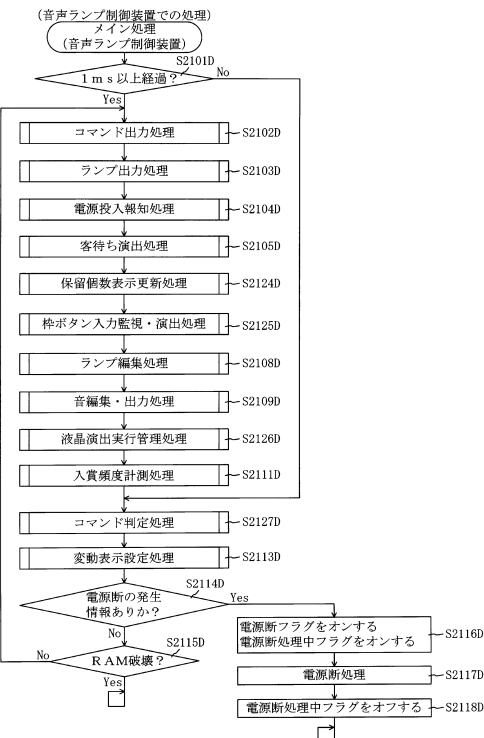 (音声ランプ制御装置での処理)
メイン処理
(音声ランプ制御装置)
S2101D
1ms以上経過?
No
Yes
コマンド出力処理
S2102D
ランプ出力処理
S2103D
電源投入報知処理
S2104D
客待ち演出処理
S2105D
保留個数表示更新処理
S2124D
枠ボタン入力監視・演出処理
S2125D
ランプ編集処理
S2108D
音編集・出力処理
S2109D
液晶演出実行管理処理
S2126D
入賞頻度計測処理
S2111D
コマンド判定処理
S2127D
変動表示設定処理
S2113D
S2114D
電源断の発生
情報ありか?
Yes
No
S2115D
RAM破壊?
No
Yes
電源断フラグをオンする
電源断処理中フラグをオンする
S2116D
電源断処理
S2117D
電源断処理中フラグをオフする
S2118D